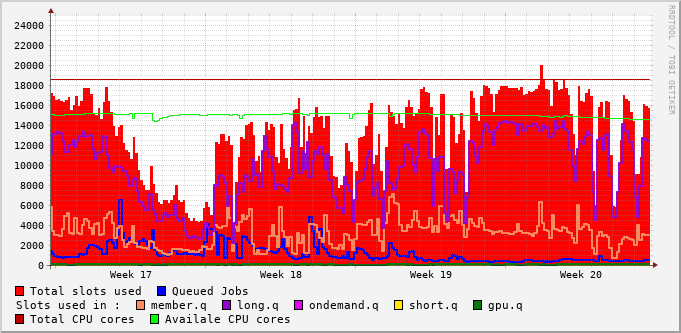 RRDTOOL / TOBI OETIKER
24000
22000
20000
18000
16000
14000
12000
10000
8000
6000
4000
2000
0
Week 17 Week 18 Week 19 Week 20
Total slots used Queued Jobs
Slots used in : member.q long.q ondemand.q short.q gpu.q
Total CPU cores Availale CPU cores